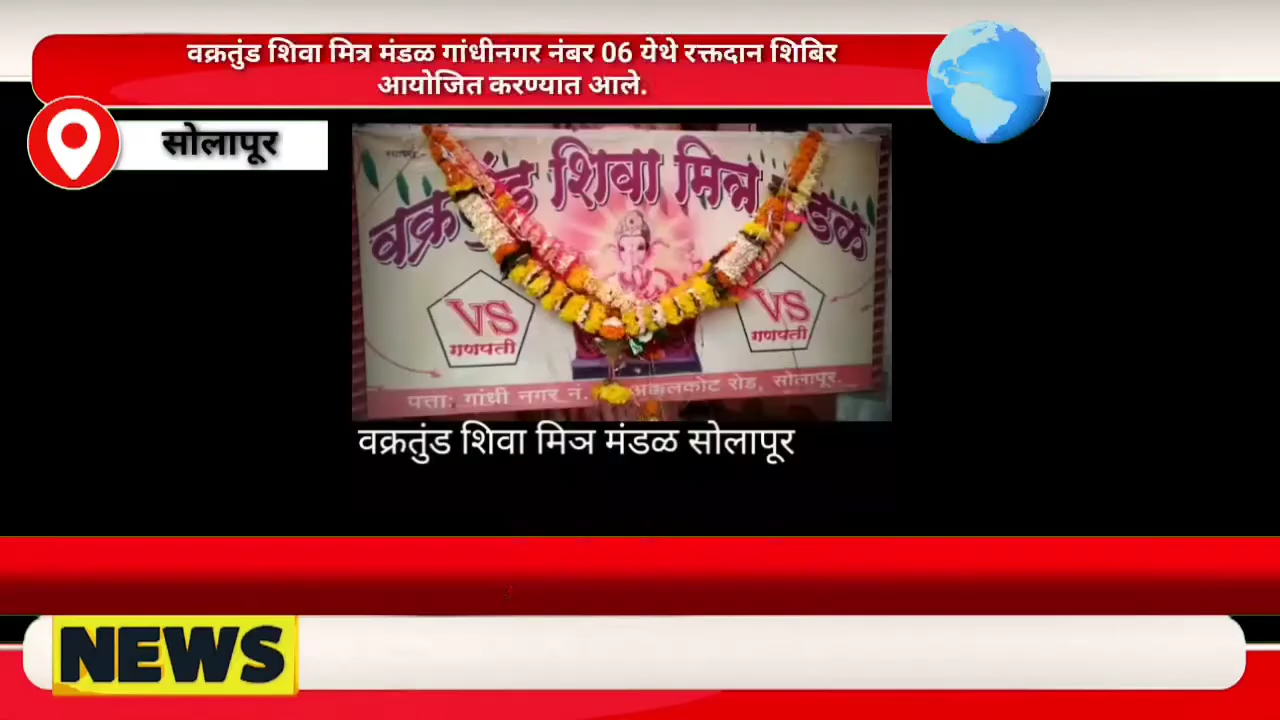 वक्रतुंड शिवा मित्र मंडळ गांधीनगर नंबर 06 येथे रक्तदान शिबिर
आयोजित करण्यात आले.
सोलापूर
शिवा मित्र
VS
गणपती
VS
गणपती
पत्ता: गांधी नगर नं. अक्कलकोट रोड, सोलापूर.
वक्रतुंड शिवा मिञ मंडळ सोलापूर
NEWS